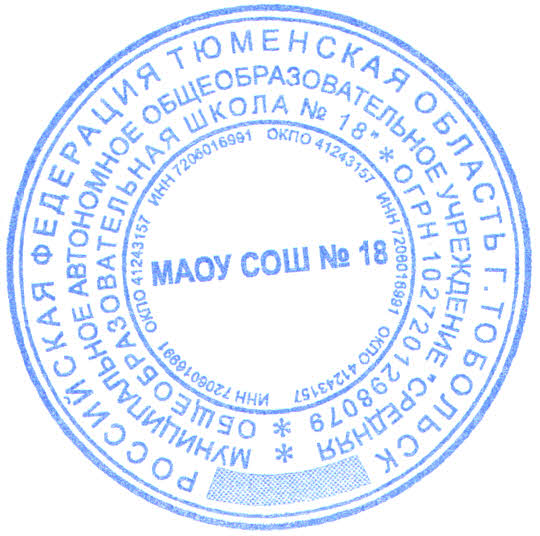 РОССИЙСКАЯ ФЕДЕРАЦИЯ ТЮМЕНСКАЯ ОБЛАСТЬ Г. ТОБОЛЬСК
МУНИЦИПАЛЬНОЕ АВТОНОМНОЕ ОБЩЕОБРАЗОВАТЕЛЬНОЕ УЧРЕЖДЕНИЕ "СРЕДНЯЯ *
ОБЩЕОБРАЗОВАТЕЛЬНАЯ ШКОЛА № 18" * ОГРН 1027201298079 *
ИНН 7206016991 ОКПО 41243157 ИНН 7206016991 ОКПО 41243157 ИНН 7206016991 ОКПО 41243157
МАОУ СОШ № 18